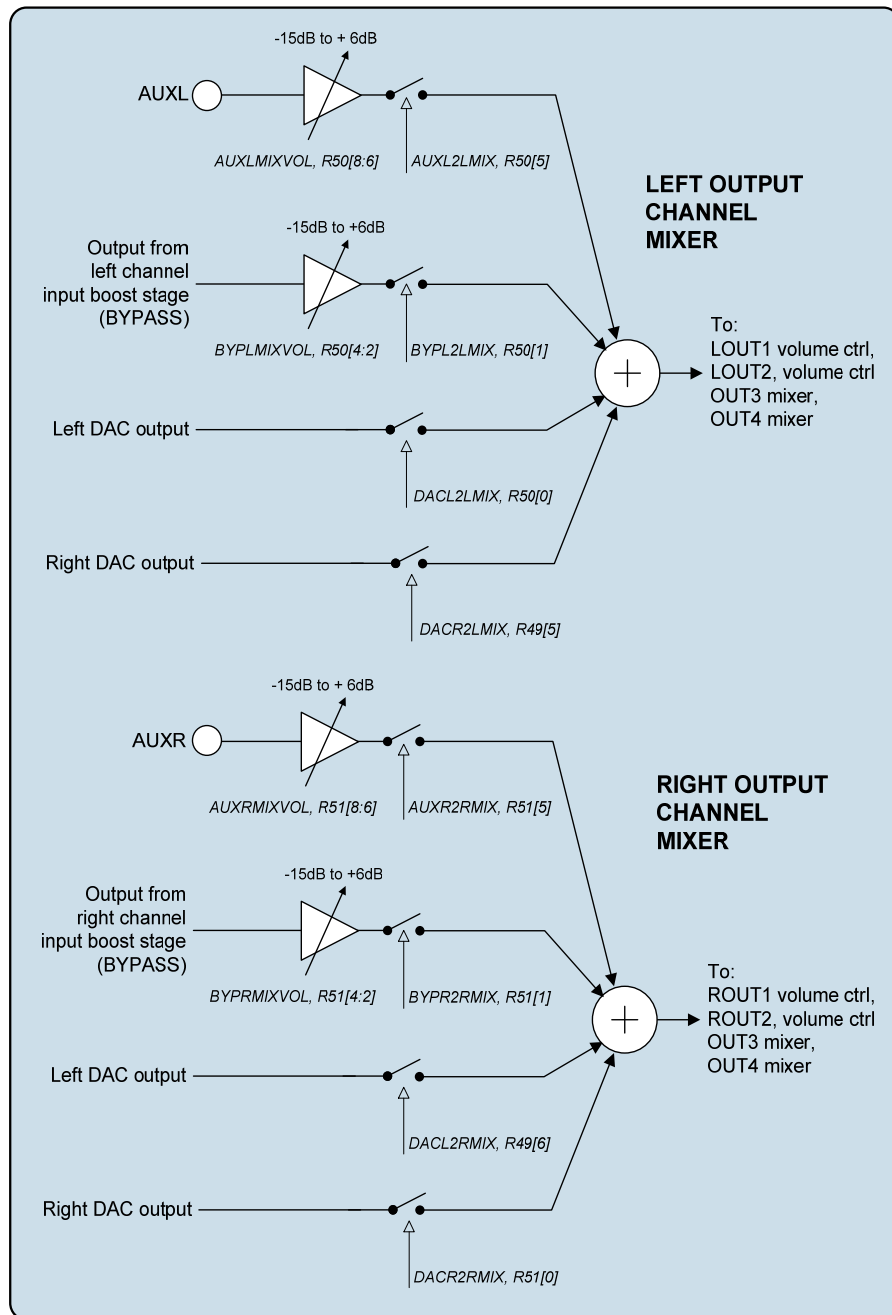 -15dB to + 6dB
AUXL
AUXLMIXVOL, R50[8:6]
AUXL2LMIX, R50[5]
LEFT OUTPUT
CHANNEL
MIXER
-15dB to +6dB
Output from
left channel
input boost stage
(BYPASS)
BYPLMIXVOL, R50[4:2]
BYPL2LMIX, R50[1]
To:
LOUT1 volume ctrl,
LOUT2, volume ctrl
OUT3 mixer,
OUT4 mixer
Left DAC output
DACL2LMIX, R50[0]
Right DAC output
DACR2LMIX, R49[5]
-15dB to + 6dB
AUXR
AUXRMIXVOL, R51[8:6]
AUXR2RMIX, R51[5]
RIGHT OUTPUT
CHANNEL
MIXER
-15dB to +6dB
Output from
right channel
input boost stage
(BYPASS)
BYPRMIXVOL, R51[4:2]
BYPR2RMIX, R51[1]
To:
ROUT1 volume ctrl,
ROUT2, volume ctrl
OUT3 mixer,
OUT4 mixer
Left DAC output
DACL2RMIX, R49[6]
Right DAC output
DACR2RMIX, R51[0]